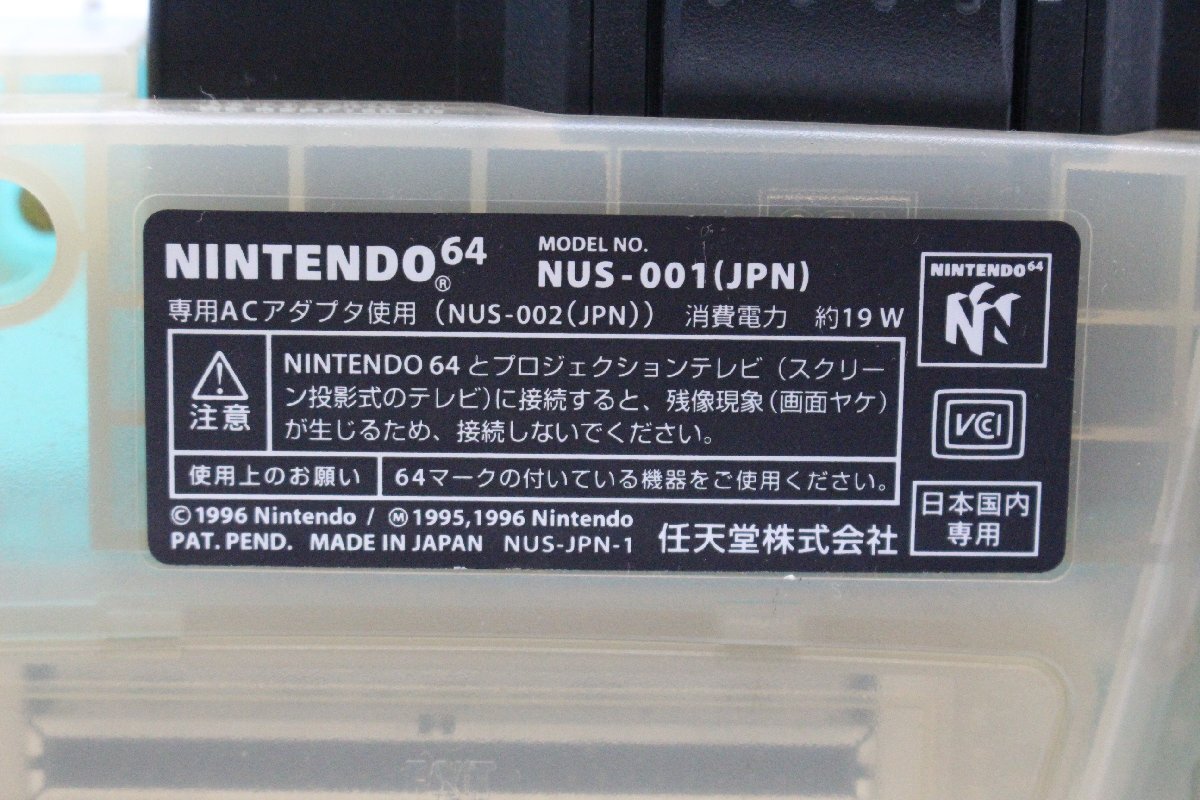 NINTENDO64®
MODEL NO.
NUS-001(JPN)
専用ACアダプタ使用 (NUS-002(JPN)) 消費電力 約19W
注意
NINTENDO 64 とプロジェクションテレビ (スクリー
ン投影式のテレビ)に接続すると、残像現象(画面ヤケ)
が生じるため、接続しないでください。
使用上のお願い
64マークの付いている機器をご使用ください。
© 1996 Nintendo / Ⓜ 1995,1996 Nintendo
PAT. PEND. MADE IN JAPAN NUS-JPN-1 任天堂株式会社
NINTENDO64
N
VCCI
日本国内
専用